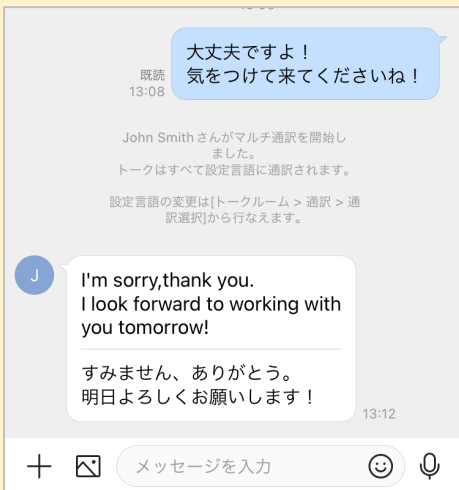 大丈夫ですよ！
気をつけて来てくださいね！
既読
13:08
John Smithさんがマルチ通訳を開始し
ました。
トークはすべて設定言語に通訳されます。
設定言語の変更は[トークルーム > 通訳 > 通
訳選択]から行なえます。
J
I'm sorry,thank you.
I look forward to working with
you tomorrow!
すみません、ありがとう。
明日よろしくお願いします！
13:12
メッセージを入力